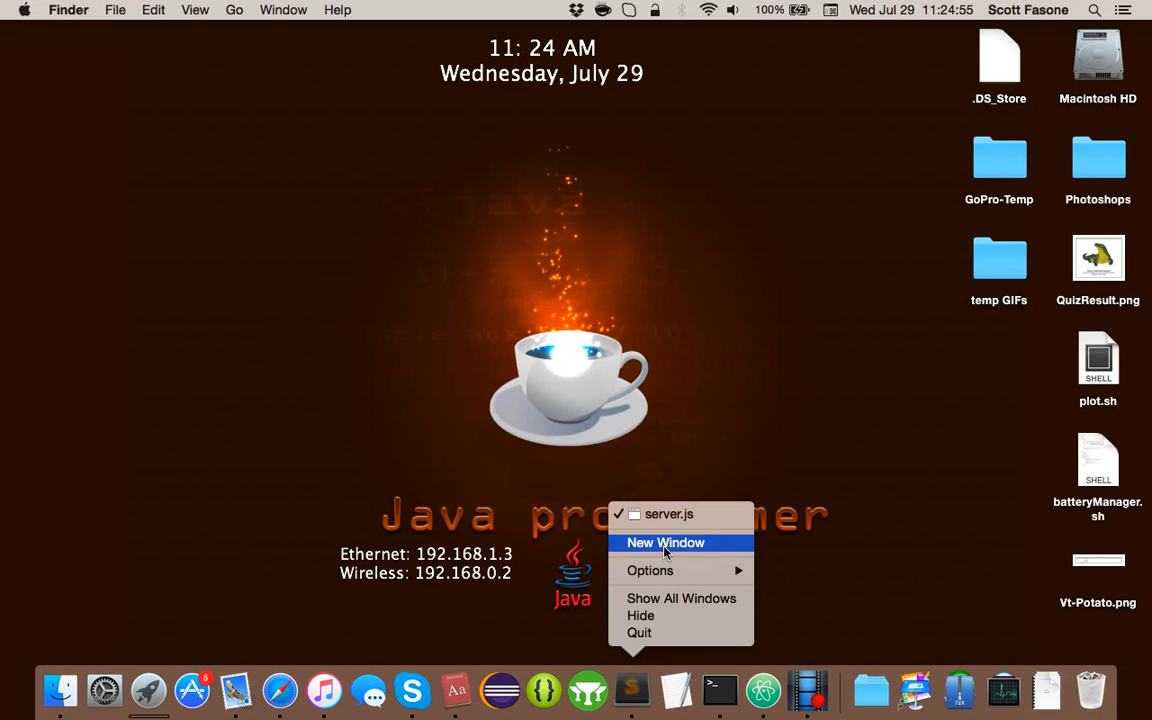 Finder File Edit View Go Window Help 100% Wed Jul 29 11:24:55 Scott Fasone
11: 24 AM
Wednesday, July 29
.DS_Store
Macintosh HD
GoPro-Temp
Photoshops
temp GIFs
QuizResult.png
SHELL
plot.sh
SHELL
batteryManager.
sh
Vt-Potato.png
java
Java pro mer
Ethernet: 192.168.1.3
Wireless: 192.168.0.2
Java
server.js
New Window
Options
Show All Windows
Hide
Quit
5
Aa